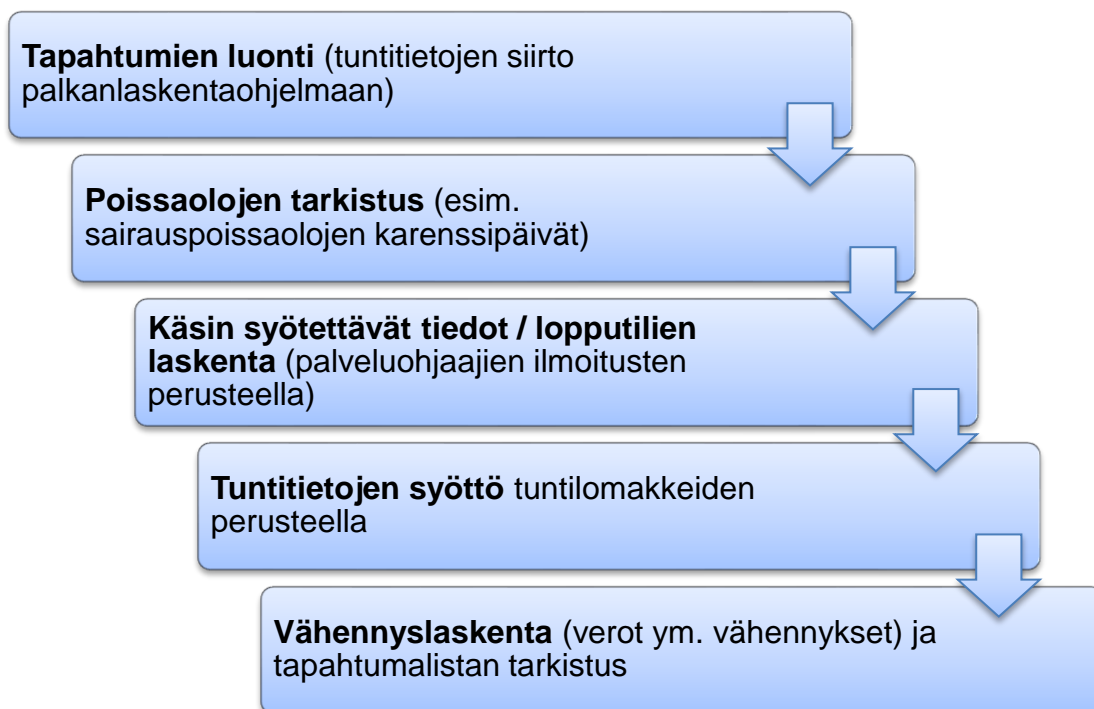 Tapahtumien luonti (tuntitietojen siirto
palkanlaskentaohjelmaan)
Poissaolojen tarkistus (esim.
sairauspoissaolojen karenssipäivät)
Käsin syötettävät tiedot / lopputilien
laskenta (palveluohjaajien ilmoitusten
perusteella)
Tuntitietojen syöttö tuntilomakkeiden
perusteella
Vähennyslaskenta (verot ym. vähennykset) ja
tapahtumalistan tarkistus